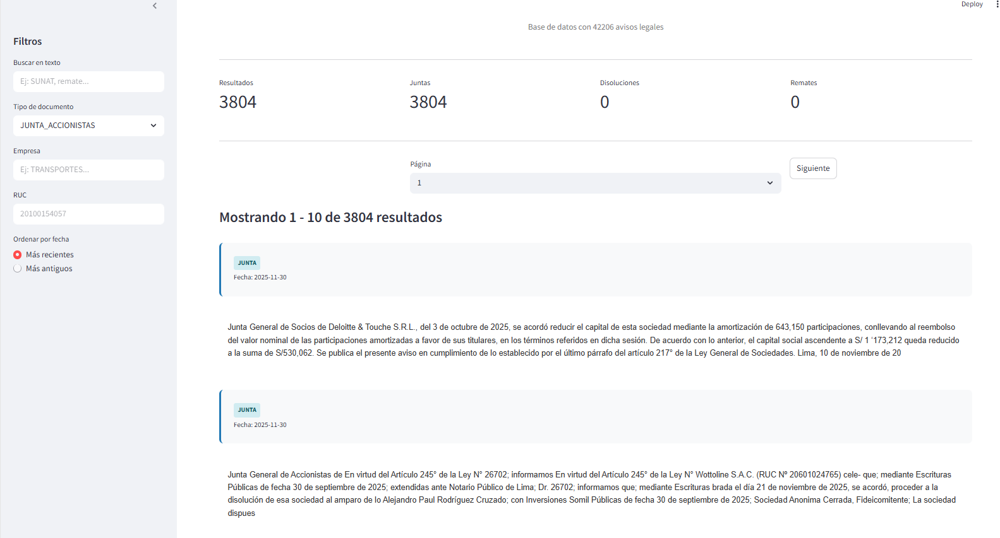 Deploy
Base de datos con 42206 avisos legales
Filtros
Buscar en texto
Ej: SUNAT, remate...
Tipo de documento
JUNTA_ACCIONISTAS
Empresa
Ej: TRANSPORTES...
RUC
20100154057
Ordenar por fecha
Más recientes
Más antiguos
Resultados
3804
Juntas
3804
Disoluciones
0
Remates
0
Página
1
Siguiente
Mostrando 1 - 10 de 3804 resultados
JUNTA
Fecha: 2025-11-30
Junta General de Socios de Deloitte & Touche S.R.L., del 3 de octubre de 2025, se acordó reducir el capital de esta sociedad mediante la amortización de 643,150 participaciones, conllevando al reembolso
del valor nominal de las participaciones amortizadas a favor de sus titulares, en los términos referidos en dicha sesión. De acuerdo con lo anterior, el capital social ascendente a S/ 1 ‘173,212 queda reducido
a la suma de S/530,062. Se publica el presente aviso en cumplimiento de lo establecido por el último párrafo del artículo 217° de la Ley General de Sociedades. Lima, 10 de noviembre de 20
JUNTA
Fecha: 2025-11-30
Junta General de Accionistas de En virtud del Artículo 245° de la Ley N° 26702; informamos En virtud del Artículo 245° de la Ley N° Wottoline S.A.C. (RUC Nº 20601024765) cele- que; mediante Escrituras
Públicas de fecha 30 de septiembre de 2025; extendidas ante Notario Público de Lima; Dr. 26702; informamos que; mediante Escrituras brada el día 21 de noviembre de 2025, se acordó, proceder a la
disolución de esa sociedad al amparo de lo Alejandro Paul Rodríguez Cruzado; con Inversiones Somil Públicas de fecha 30 de septiembre de 2025; Sociedad Anonima Cerrada, Fideicomitente; La sociedad
dispues